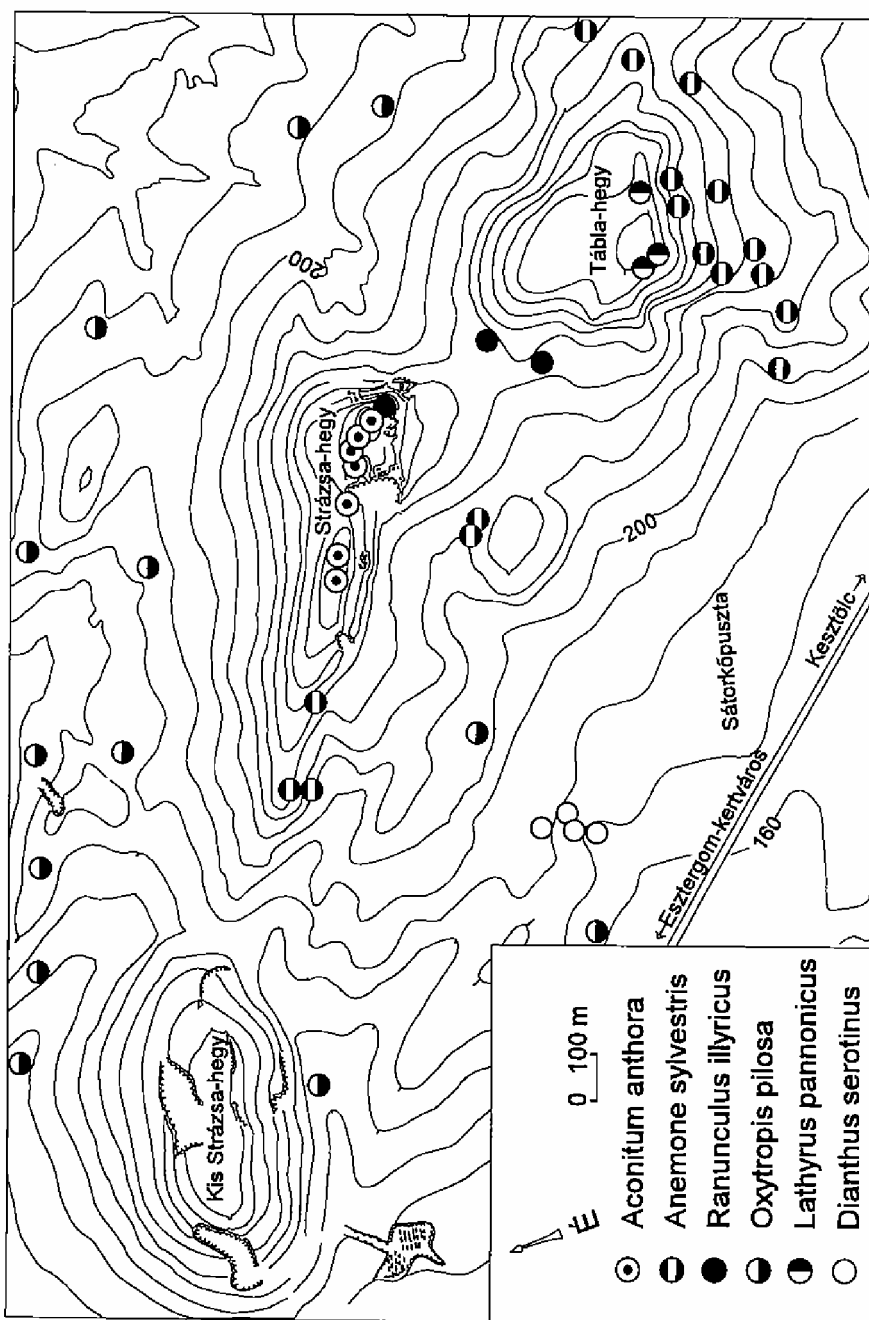 Kis Strázsa-hegy
Strázsa-hegy
Tábla-hegy
200
200
160
Sátorkőpuszta
Esztergom-kertváros
Kesztölc
É
0 100 m
Aconitum anthora
Anemone sylvestris
Ranunculus illyricus
Oxytropis pilosa
Lathyrus pannonicus
Dianthus serotinus